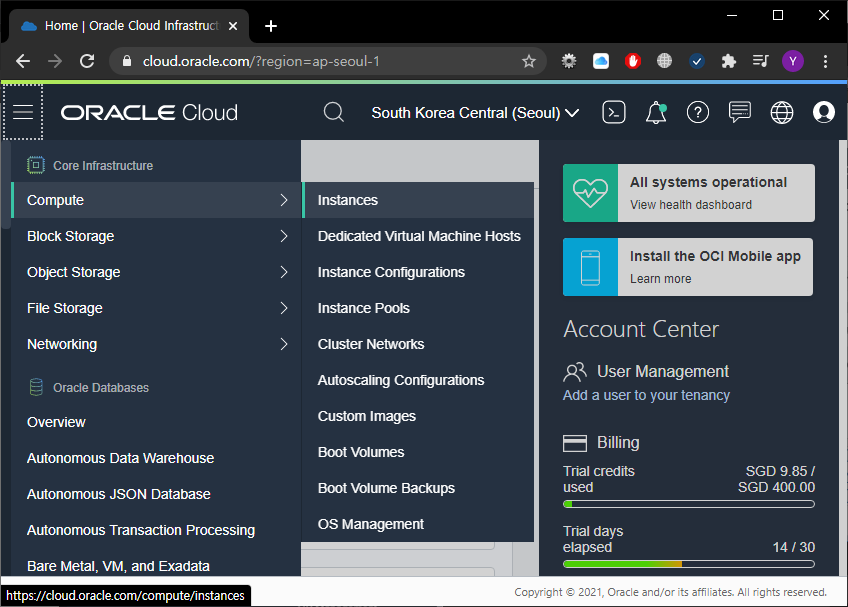 Home | Oracle Cloud Infrastruct
cloud.oracle.com/?region=ap-seoul-1
Y
ORACLE Cloud
South Korea Central (Seoul)
Core Infrastructure
Compute
Block Storage
Object Storage
File Storage
Networking
Oracle Databases
Overview
Autonomous Data Warehouse
Autonomous JSON Database
Autonomous Transaction Processing
Bare Metal, VM, and Exadata
Instances
Dedicated Virtual Machine Hosts
Instance Configurations
Instance Pools
Cluster Networks
Autoscaling Configurations
Custom Images
Boot Volumes
Boot Volume Backups
OS Management
All systems operational
View health dashboard
Install the OCI Mobile app
Learn more
Account Center
User Management
Add a user to your tenancy
Billing
Trial credits SGD 9.85 /
used SGD 400.00
Trial days
elapsed 14 / 30
https://cloud.oracle.com/compute/instances
Copyright © 2021, Oracle and/or its affiliates. All rights reserved.